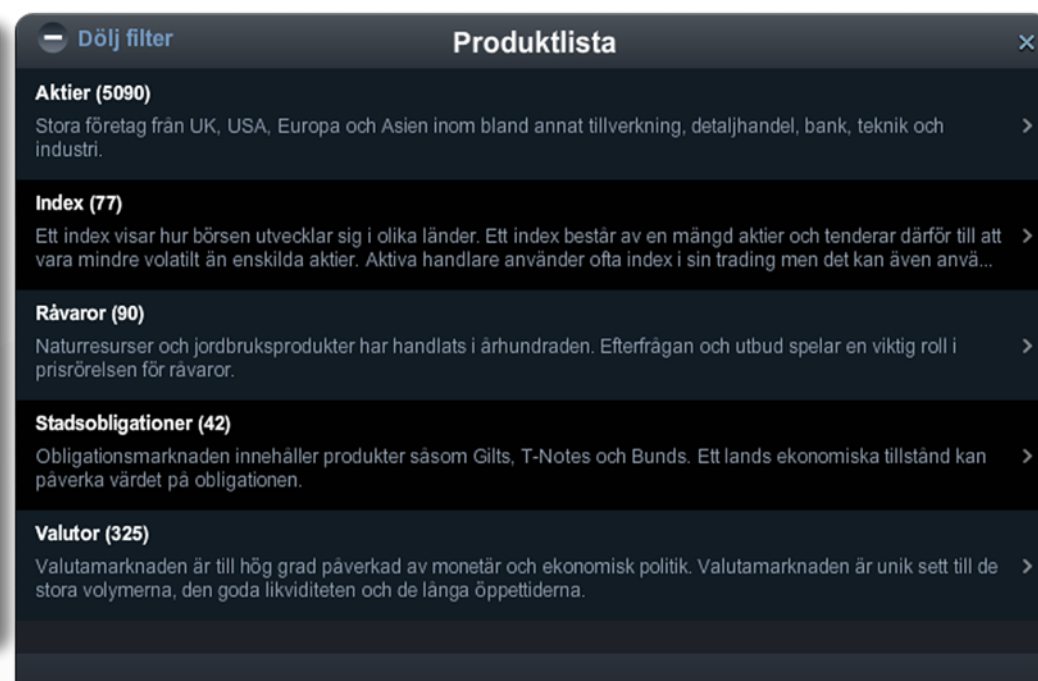 Dölj filter
Produktlista
Aktier (5090)
Stora företag från UK, USA, Europa och Asien inom bland annat tillverkning, detaljhandel, bank, teknik och
industri.
Index (77)
Ett index visar hur börsen utvecklar sig i olika länder. Ett index består av en mängd aktier och tenderar därför till att
vara mindre volatilt än enskilda aktier. Aktiva handlare använder ofta index i sin trading men det kan även anvä...
Råvaror (90)
Naturresurser och jordbruksprodukter har handlats i århundraden. Efterfrågan och utbud spelar en viktig roll i
prisrörelsen för råvaror.
Stadsobligationer (42)
Obligationsmarknaden innehåller produkter såsom Gilts, T-Notes och Bunds. Ett lands ekonomiska tillstånd kan
påverka värdet på obligationen.
Valutor (325)
Valutamarknaden är till hög grad påverkad av monetär och ekonomisk politik. Valutamarknaden är unik sett till de
stora volymerna, den goda likviditeten och de långa öppettiderna.